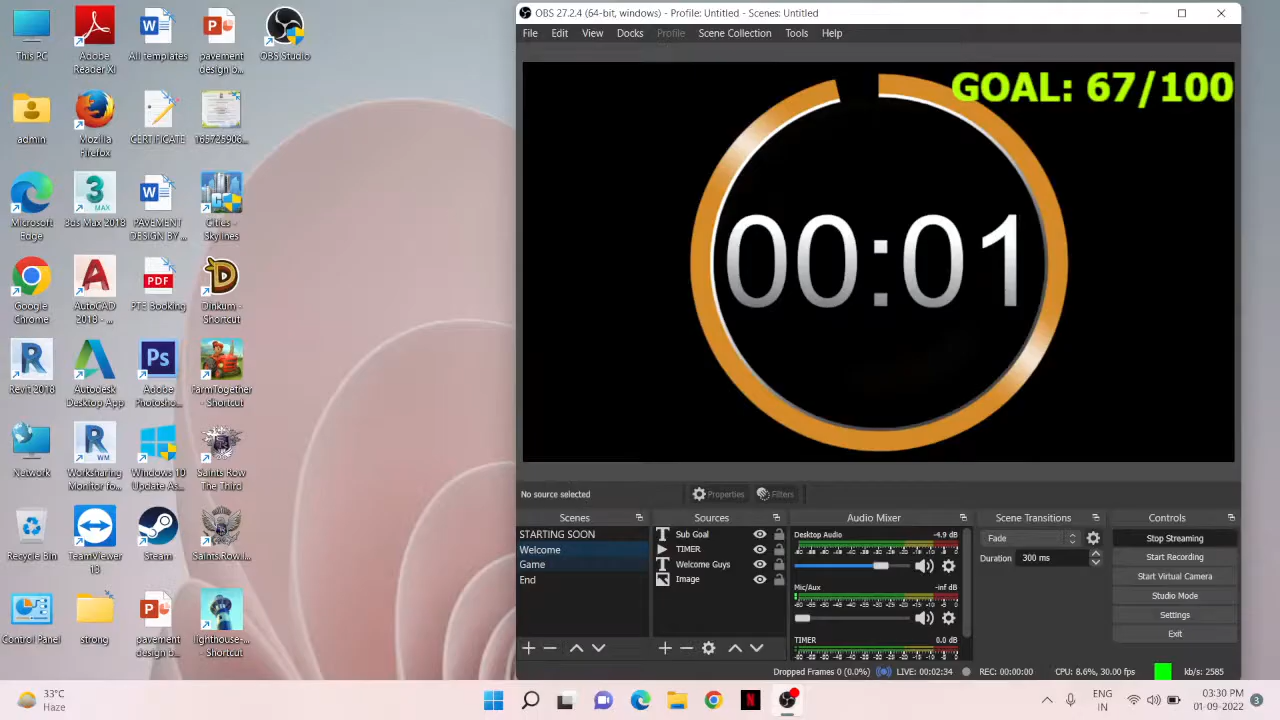 This PC
Adobe
Reader XI
All templates
pavement
design b...
OBS Studio
admin
Mozilla
Firefox
CERTIFICATE
Microsoft
Edge
3ds Max 2018
PAVEMENT
DESIGN BY ...
Cities -
Skylines
Google
Chrome
AutoCAD
2018 - ...
PTE Booking
Dinkum -
Shortcut
Revit 2018
Autodesk
Desktop App
Adobe
Photosho...
FarmTogether
- Shortcut
Network
Worksharing
Monitor fo...
Windows 10
Update As...
Saints Row
The Third
Recycle Bin
TeamViewer
13
Steam
Saints.Row.I...
Control Panel
strong
pavement
design b...
lighthouse-...
- Shortcut
OBS 27.2.4 (64-bit, windows) - Profile: Untitled - Scenes: Untitled
File Edit View Docks Profile Scene Collection Tools Help
GOAL: 67/100
00:01
No source selected Properties Filters
Scenes
STARTING SOON
Welcome
Game
End
Sources
Sub Goal
TIMER
Welcome Guys
Image
Audio Mixer
Desktop Audio -4.9 dB
Mic/Aux -inf dB
TIMER 0.0 dB
Scene Transitions
Fade
Duration 300 ms
Controls
Stop Streaming
Start Recording
Start Virtual Camera
Studio Mode
Settings
Exit
Dropped Frames 0 (0.0%) LIVE: 00:02:34 REC: 00:00:00 CPU: 8.6%, 30.00 fps kb/s: 2585
33°C
Haze
ENG
IN
03:30 PM
01-09-2022
3